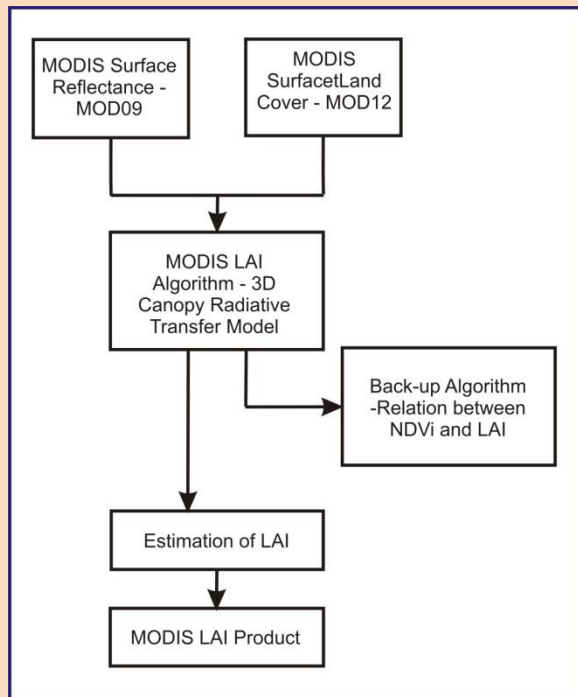 MODIS Surface
Reflectance -
MOD09
MODIS
SurfacetLand
Cover - MOD12
MODIS LAI
Algorithm - 3D
Canopy Radiative
Transfer Model
Back-up Algorithm
-Relation between
NDVi and LAI
Estimation of LAI
MODIS LAI Product